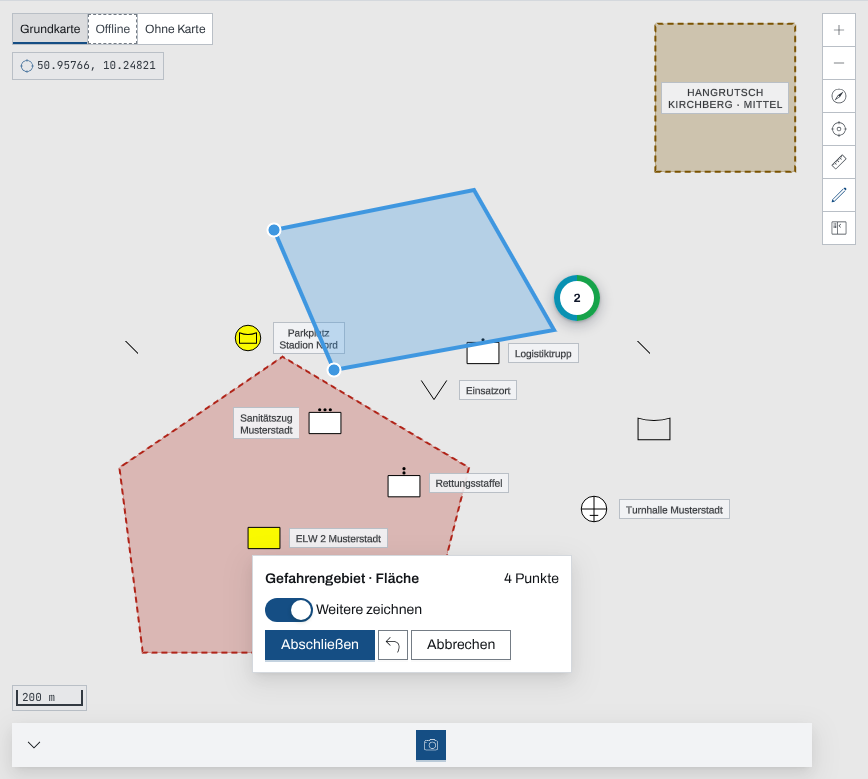 Grundkarte
Offline
Ohne Karte
50.95766, 10.24821
HANGRUTSCH
KIRCHBERG · MITTEL
2
Parkplatz
Stadion Nord
Logistiktrupp
Einsatzort
Sanitätszug
Musterstadt
Rettungsstaffel
Turnhalle Musterstadt
ELW 2 Musterstadt
Gefahrengebiet · Fläche
4 Punkte
Weitere zeichnen
Abschließen
Abbrechen
200 m